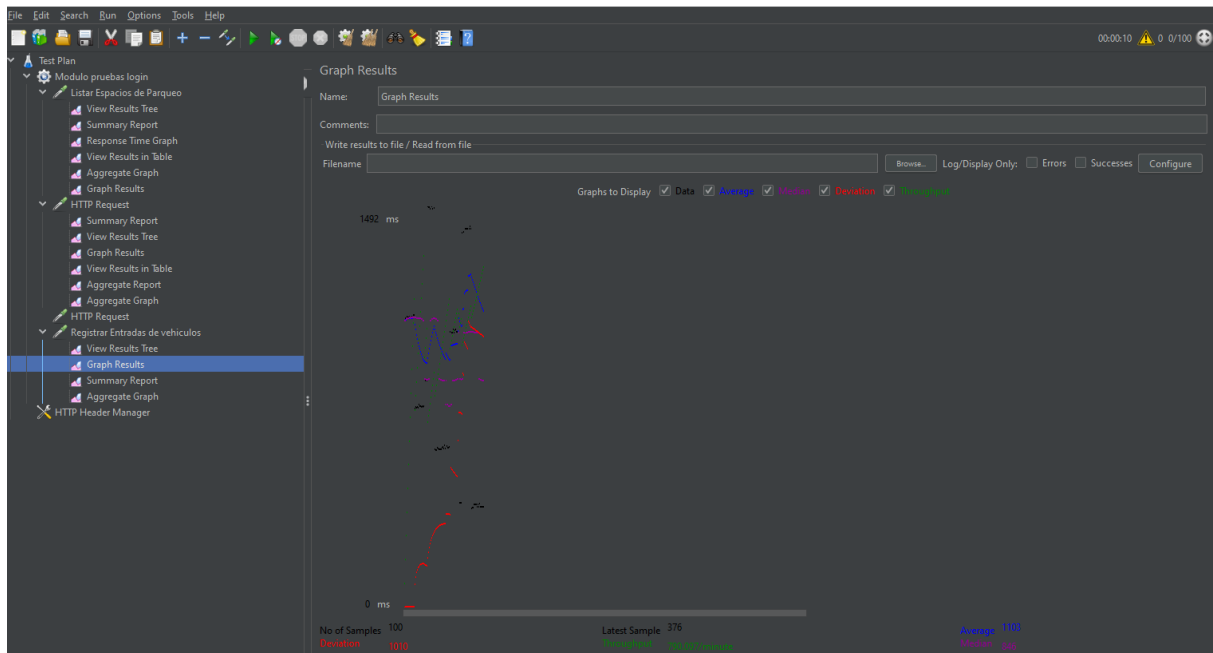 File Edit Search Run Options Tools Help
00:00:10 0 0/100
Test Plan
Modulo pruebas login
Listar Espacios de Parqueo
View Results Tree
Summary Report
Response Time Graph
View Results in Table
Aggregate Graph
Graph Results
HTTP Request
Summary Report
View Results Tree
Graph Results
View Results in Table
Aggregate Report
Aggregate Graph
HTTP Request
Registrar Entradas de vehiculos
View Results Tree
Graph Results
Summary Report
Aggregate Graph
HTTP Header Manager
Graph Results
Name: Graph Results
Comments:
Write results to file / Read from file
Filename Browse... Log/Display Only: Errors Successes Configure
Graphs to Display Data Average Median Deviation Throughput
1492 ms
0 ms
No of Samples 100 Latest Sample 376 Average 1103
Deviation 1010 Throughput Median